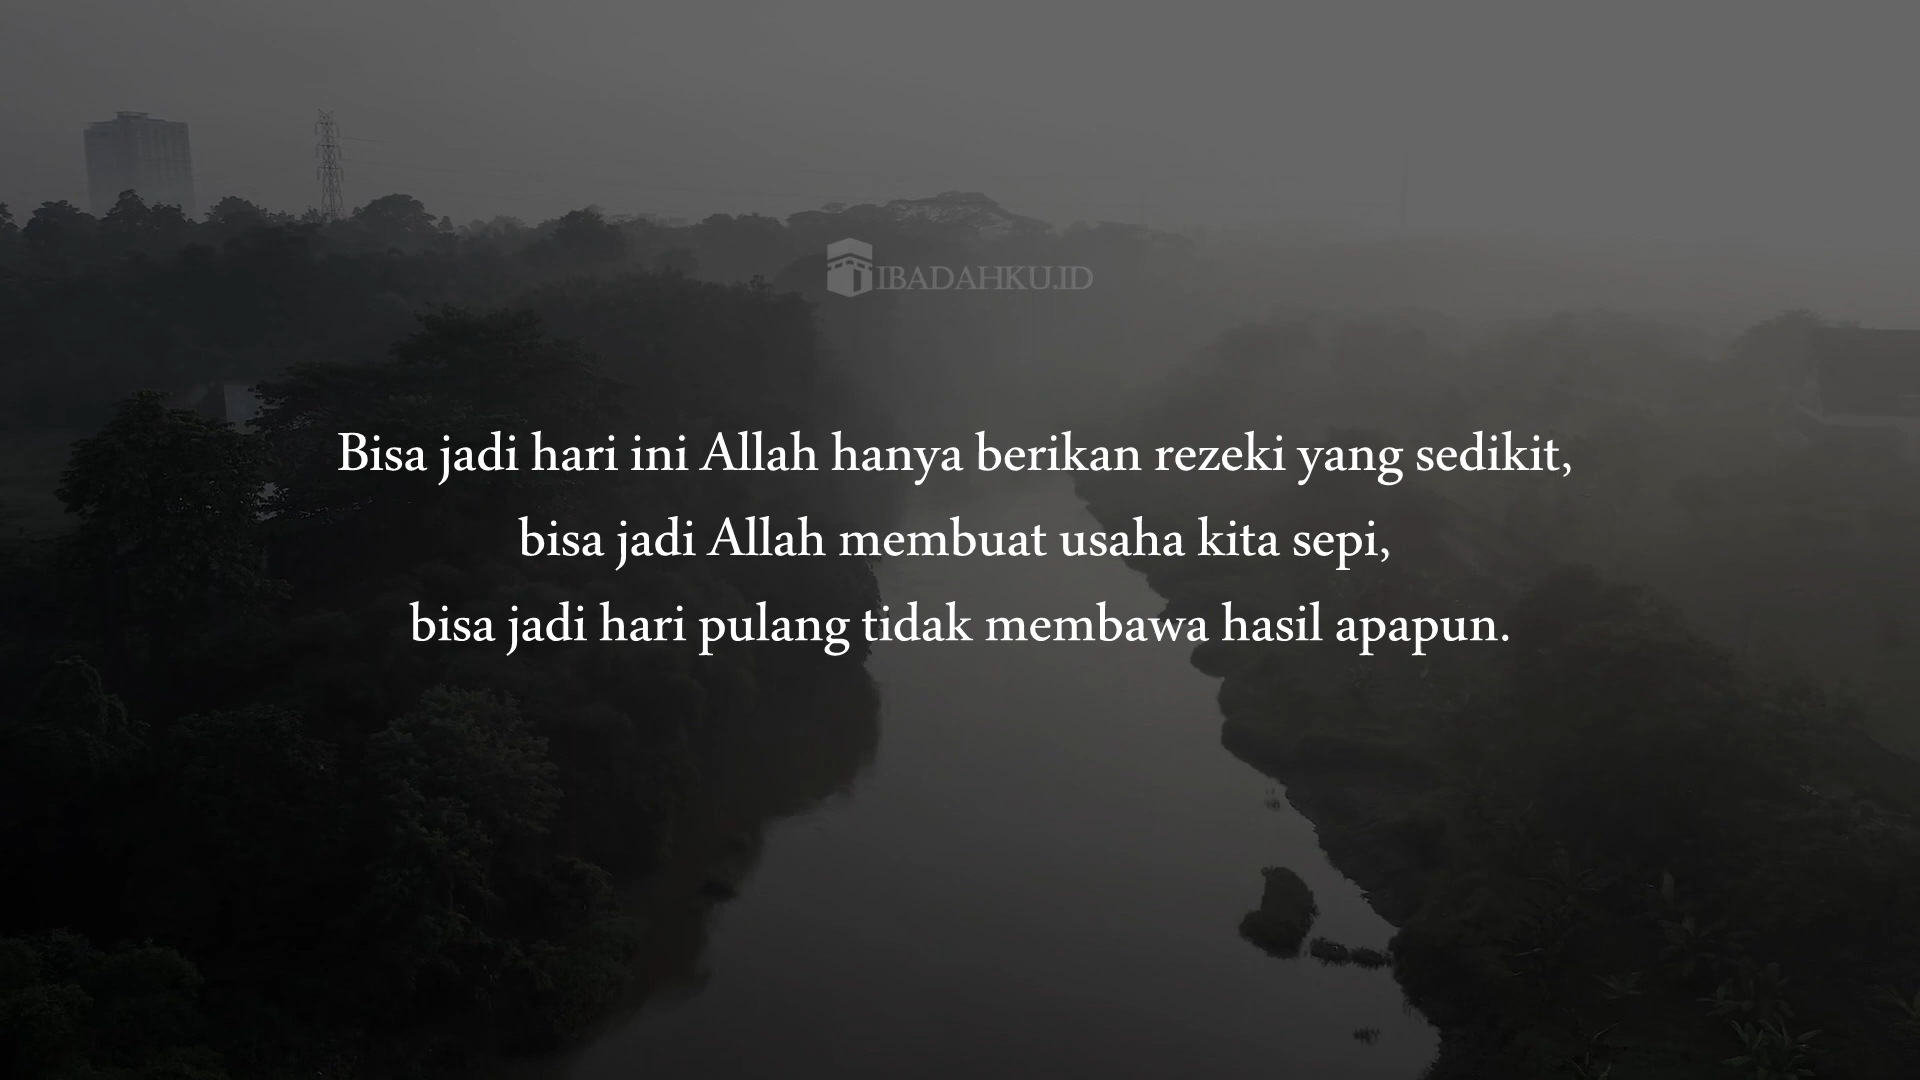 IBADAHKU.ID
Bisa jadi hari ini Allah hanya berikan rezeki yang sedikit,
bisa jadi Allah membuat usaha kita sepi,
bisa jadi hari pulang tidak membawa hasil apapun.